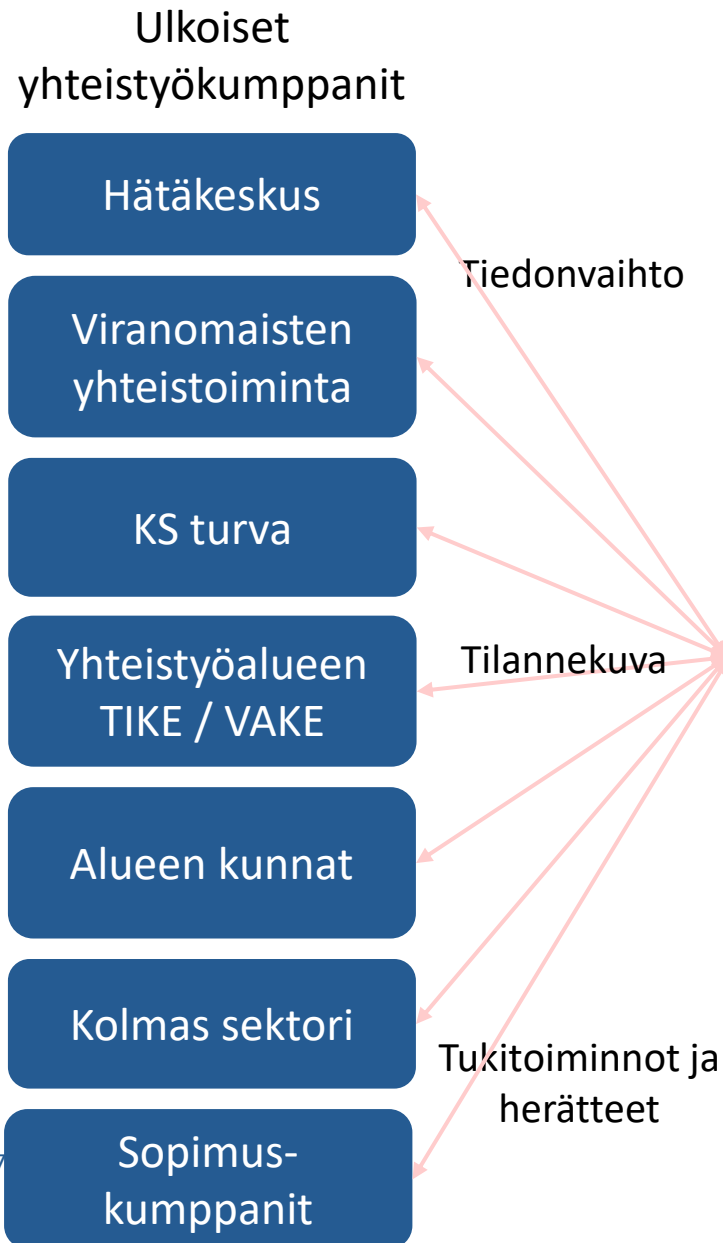 Ulkoiset
yhteistyökumppanit
Hätäkeskus
Tiedonvaihto
Viranomaisten
yhteistoiminta
KS turva
Yhteistyöalueen
TIKE / VAKE
Tilannekuva
Alueen kunnat
Kolmas sektori
Tukitoiminnot ja
herätteet
Sopimus-
kumppanit